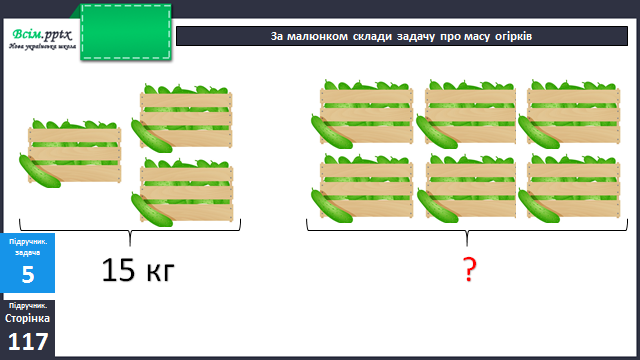 Всім.pptx
Нова українська школа
За малюнком склади задачу про масу огірків
15 кг
?
Підручник.
задача
5
Підручник.
Сторінка
117